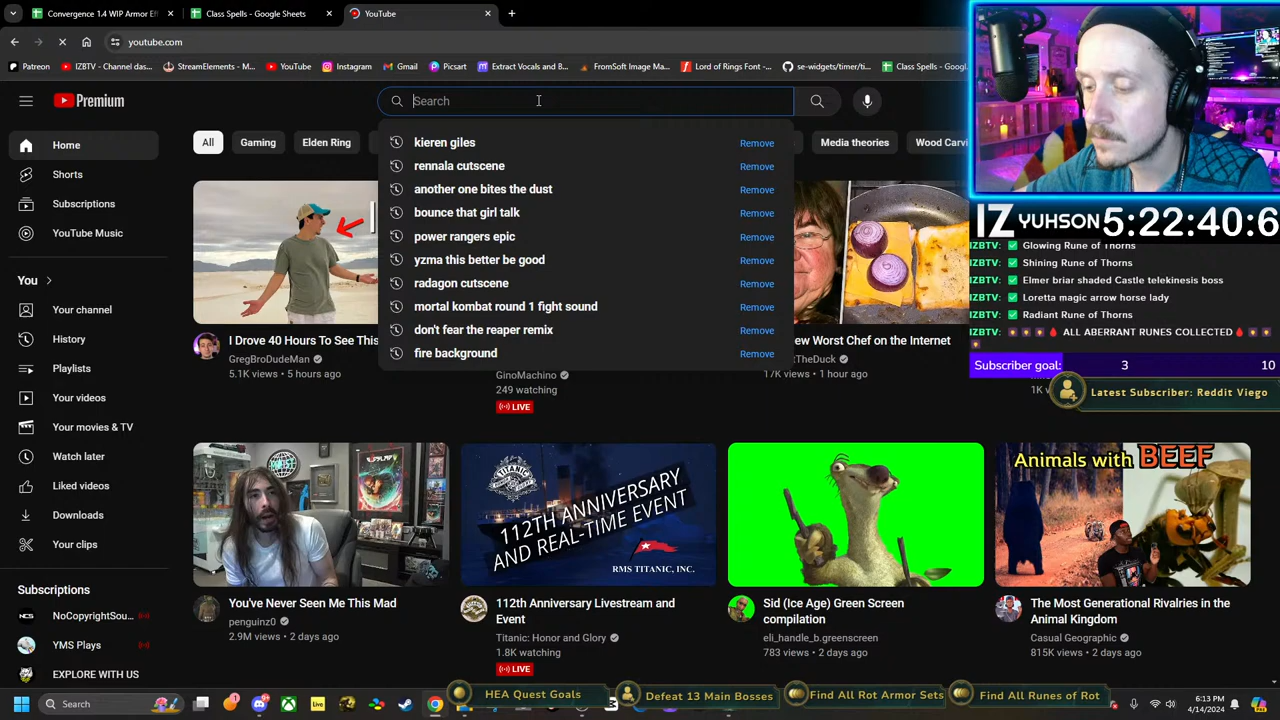 Convergence 1.4 WIP Armor Ef
Class Spells - Google Sheets
YouTube
youtube.com
Patreon
IZBTV - Channel das...
StreamElements - M...
YouTube
Instagram
Gmail
Picsart
Extract Vocals and B...
FromSoft Image Ma...
Lord of Rings Font -...
se-widgets/timer/ti...
Class Spells - Googl...
Premium
Search
Home
Shorts
Subscriptions
YouTube Music
You
Your channel
History
Playlists
Your videos
Your movies & TV
Watch later
Liked videos
Downloads
Your clips
Subscriptions
NoCopyrightSou...
YMS Plays
EXPLORE WITH US
All
Gaming
Elden Ring
Media theories
Wood Carvi
kieren giles
Remove
rennala cutscene
Remove
another one bites the dust
Remove
bounce that girl talk
Remove
power rangers epic
Remove
yzma this better be good
Remove
radagon cutscene
Remove
mortal kombat round 1 fight sound
Remove
don't fear the reaper remix
Remove
fire background
Remove
I Drove 40 Hours To See This
GregBroDudeMan
5.1K views • 5 hours ago
GinoMachino
249 watching
LIVE
ew Worst Chef on the Internet
TheDuck
17K views • 1 hour ago
1K v
You've Never Seen Me This Mad
penguinz0
2.9M views • 2 days ago
112TH ANNIVERSARY
AND REAL-TIME EVENT
RMS TITANIC, INC.
112th Anniversary Livestream and
Event
Titanic: Honor and Glory
1.8K watching
LIVE
Sid (Ice Age) Green Screen
compilation
eli_handle_b.greenscreen
783 views • 2 days ago
Animals with BEEF
The Most Generational Rivalries in the
Animal Kingdom
Casual Geographic
815K views • 2 days ago
IZ YUHSON 5:22:40:6
IZBTV: ✅ Glowing Rune of Thorns
IZBTV: ✅ Shining Rune of Thorns
IZBTV: ✅ Elmer briar shaded Castle telekinesis boss
IZBTV: ✅ Loretta magic arrow horse lady
IZBTV: ✅ Radiant Rune of Thorns
IZBTV: ALL ABERRANT RUNES COLLECTED
Subscriber goal: 3 10
Latest Subscriber: Reddit Viego
HEA Quest Goals
Defeat 13 Main Bosses
Find All Rot Armor Sets
Find All Runes of Rot
Search
Live
6:13 PM
4/14/2024